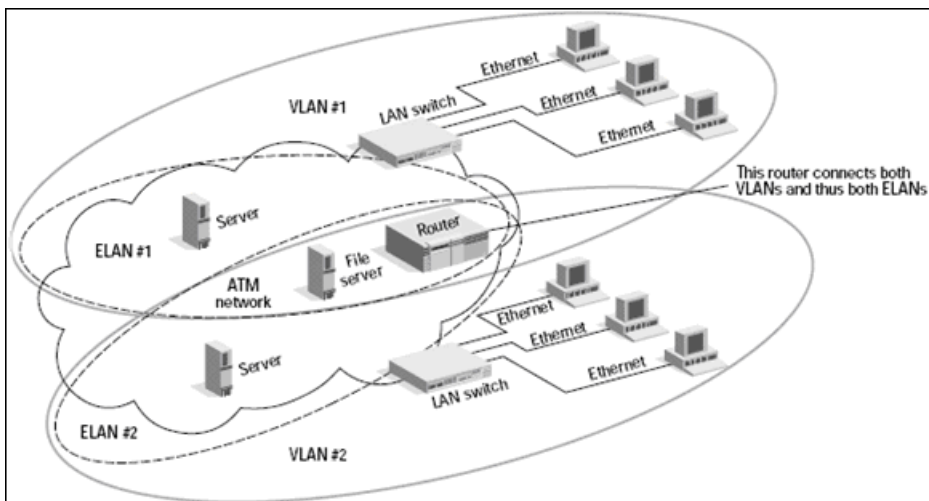 Ethernet
VLAN #1
LAN switch
Ethernet
Ethernet
This router connects both
VLANs and thus both ELANs
Server
Router
ELAN #1
File
server
ATM
network
Ethernet
Ethernet
Server
Ethernet
LAN switch
ELAN #2
VLAN #2